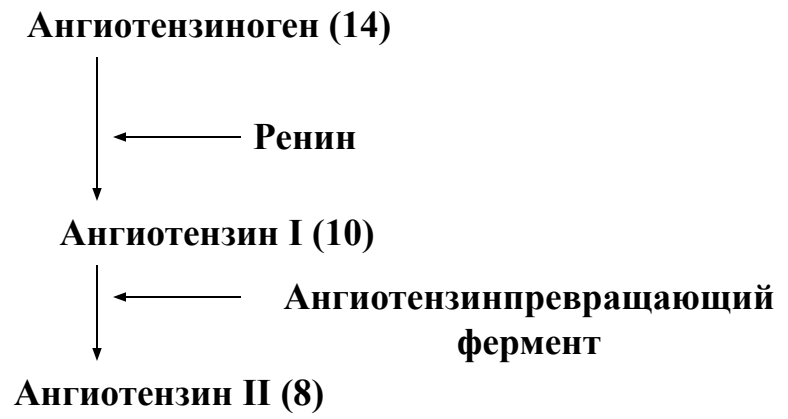 Ангиотензиноген (14)
Ренин
Ангиотензин I (10)
Ангиотензинпревращающий
фермент
Ангиотензин II (8)